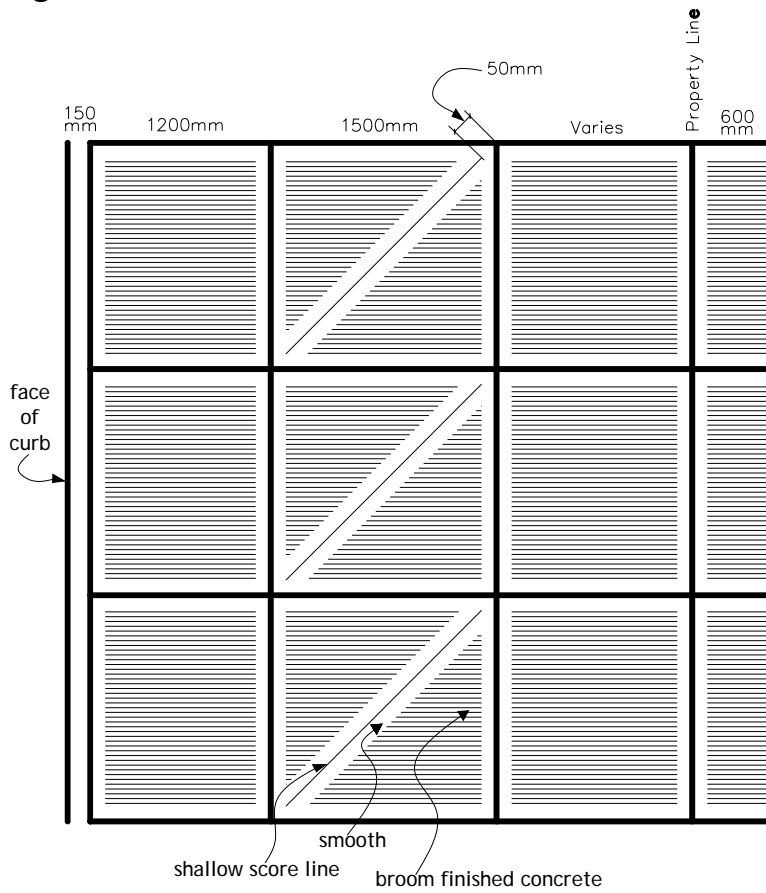 g
50mm
Property Line
150
mm
1200mm
1500mm
Varies
600
mm
face
of
curb
smooth
shallow score line
broom finished concrete